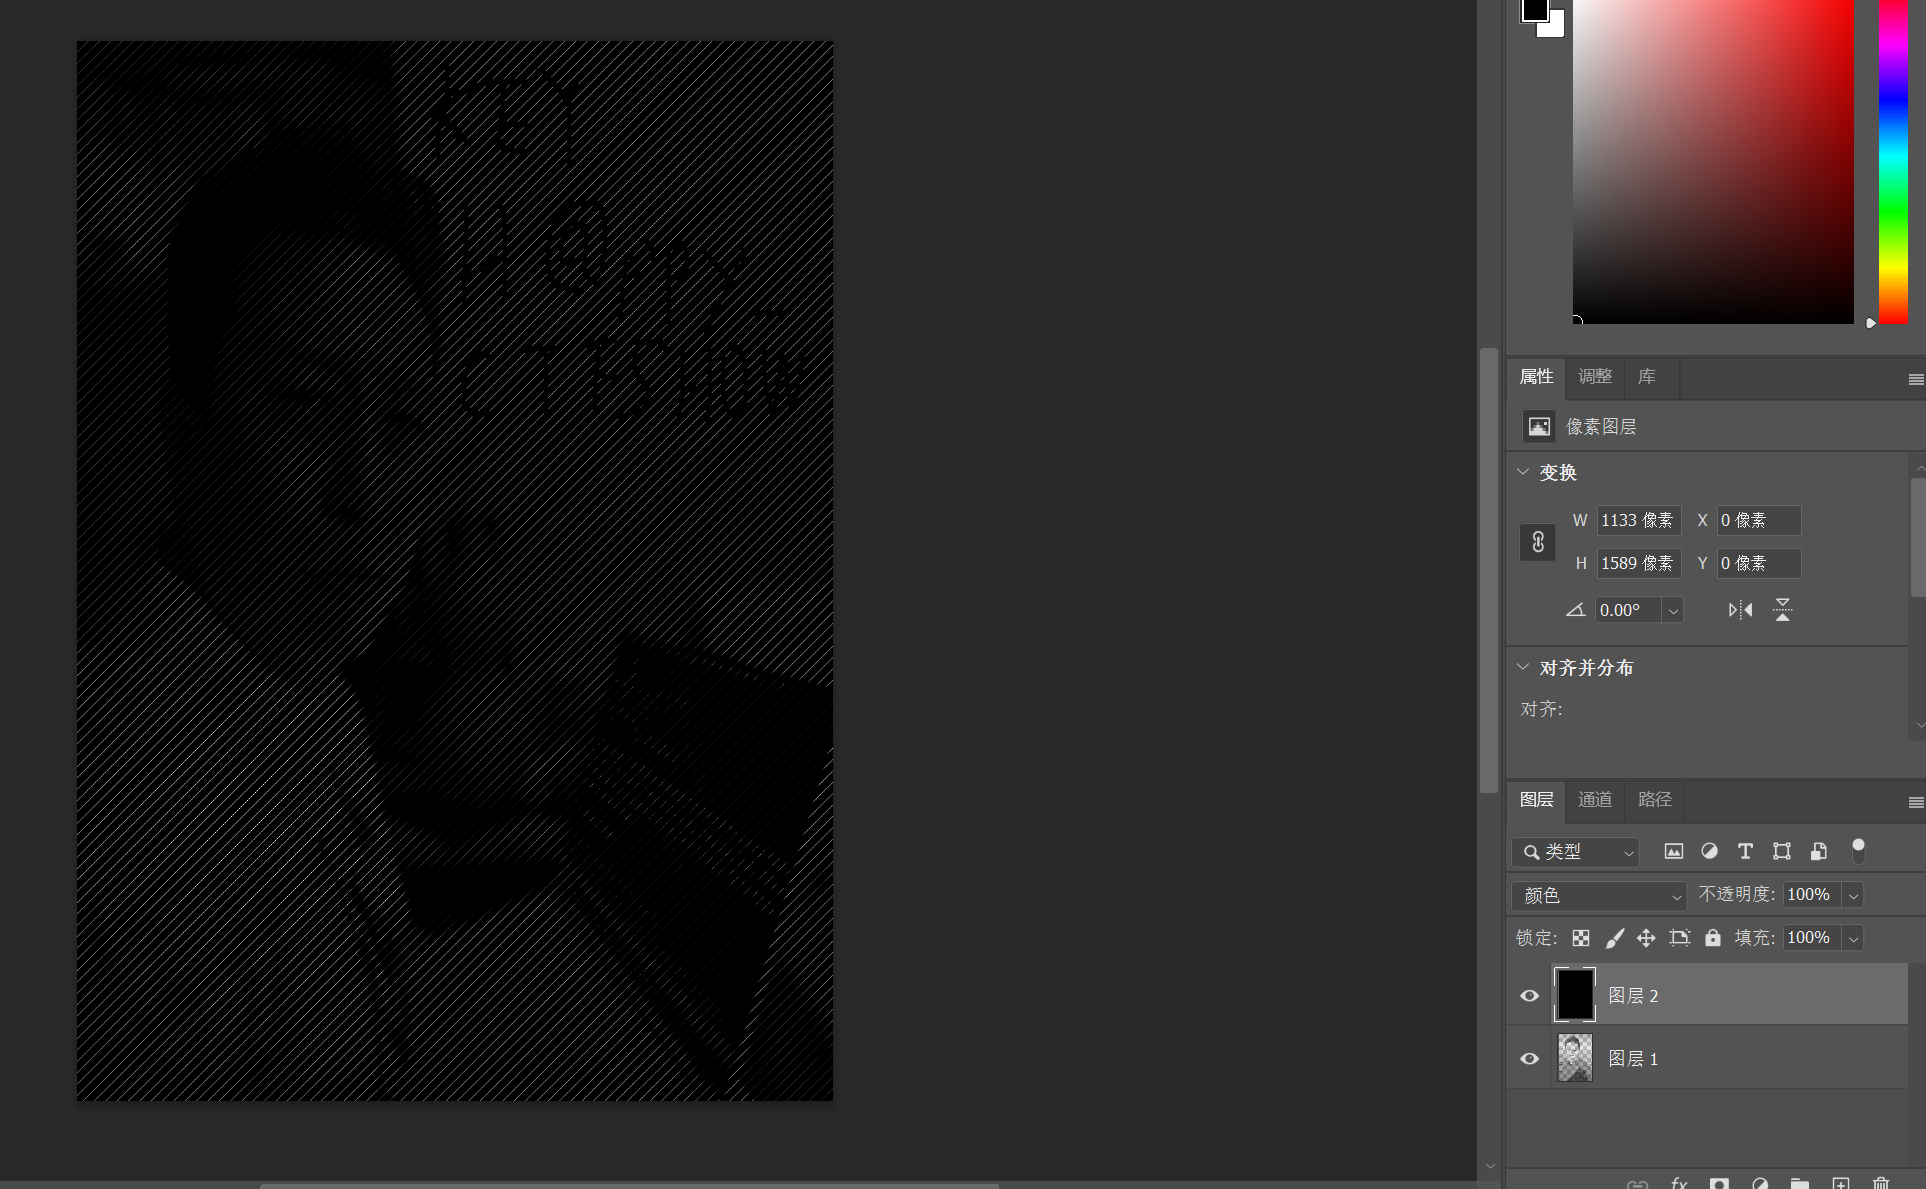 属性 调整 库
像素图层
变换
W 1133 像素 X 0 像素
H 1589 像素 Y 0 像素
0.00°
对齐并分布
对齐:
图层 通道 路径
类型
颜色 不透明度: 100%
锁定: 填充: 100%
图层 2
图层 1
fx